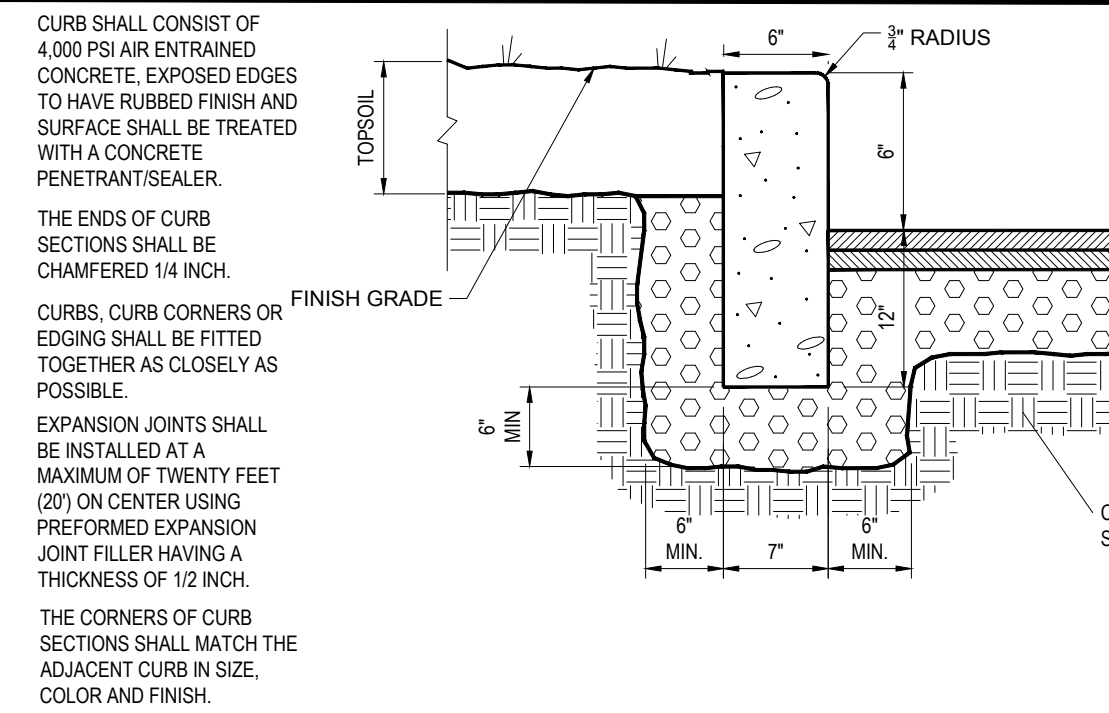 CURB SHALL CONSIST OF
4,000 PSI AIR ENTRAINED
CONCRETE, EXPOSED EDGES
TO HAVE RUBBED FINISH AND
SURFACE SHALL BE TREATED
WITH A CONCRETE
PENETRANT/SEALER.
THE ENDS OF CURB
SECTIONS SHALL BE
CHAMFERED 1/4 INCH.
CURBS, CURB CORNERS OR
EDGING SHALL BE FITTED
TOGETHER AS CLOSELY AS
POSSIBLE.
EXPANSION JOINTS SHALL
BE INSTALLED AT A
MAXIMUM OF TWENTY FEET
(20') ON CENTER USING
PREFORMED EXPANSION
JOINT FILLER HAVING A
THICKNESS OF 1/2 INCH.
THE CORNERS OF CURB
SECTIONS SHALL MATCH THE
ADJACENT CURB IN SIZE,
COLOR AND FINISH.
TOPSOIL
FINISH GRADE
6"
3/4" RADIUS
6"
12"
6"
MIN
6"
MIN.
7"
6"
MIN.